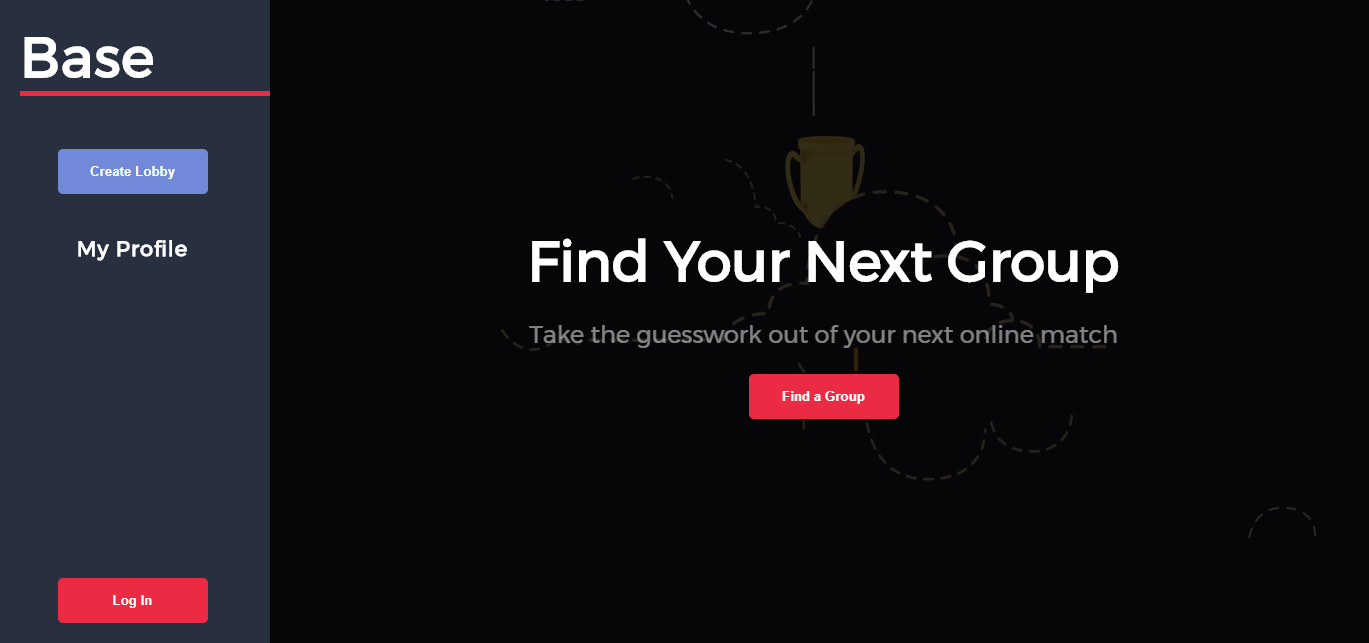 Base
Create Lobby
My Profile
Log In
Find Your Next Group
Take the guesswork out of your next online match
Find a Group